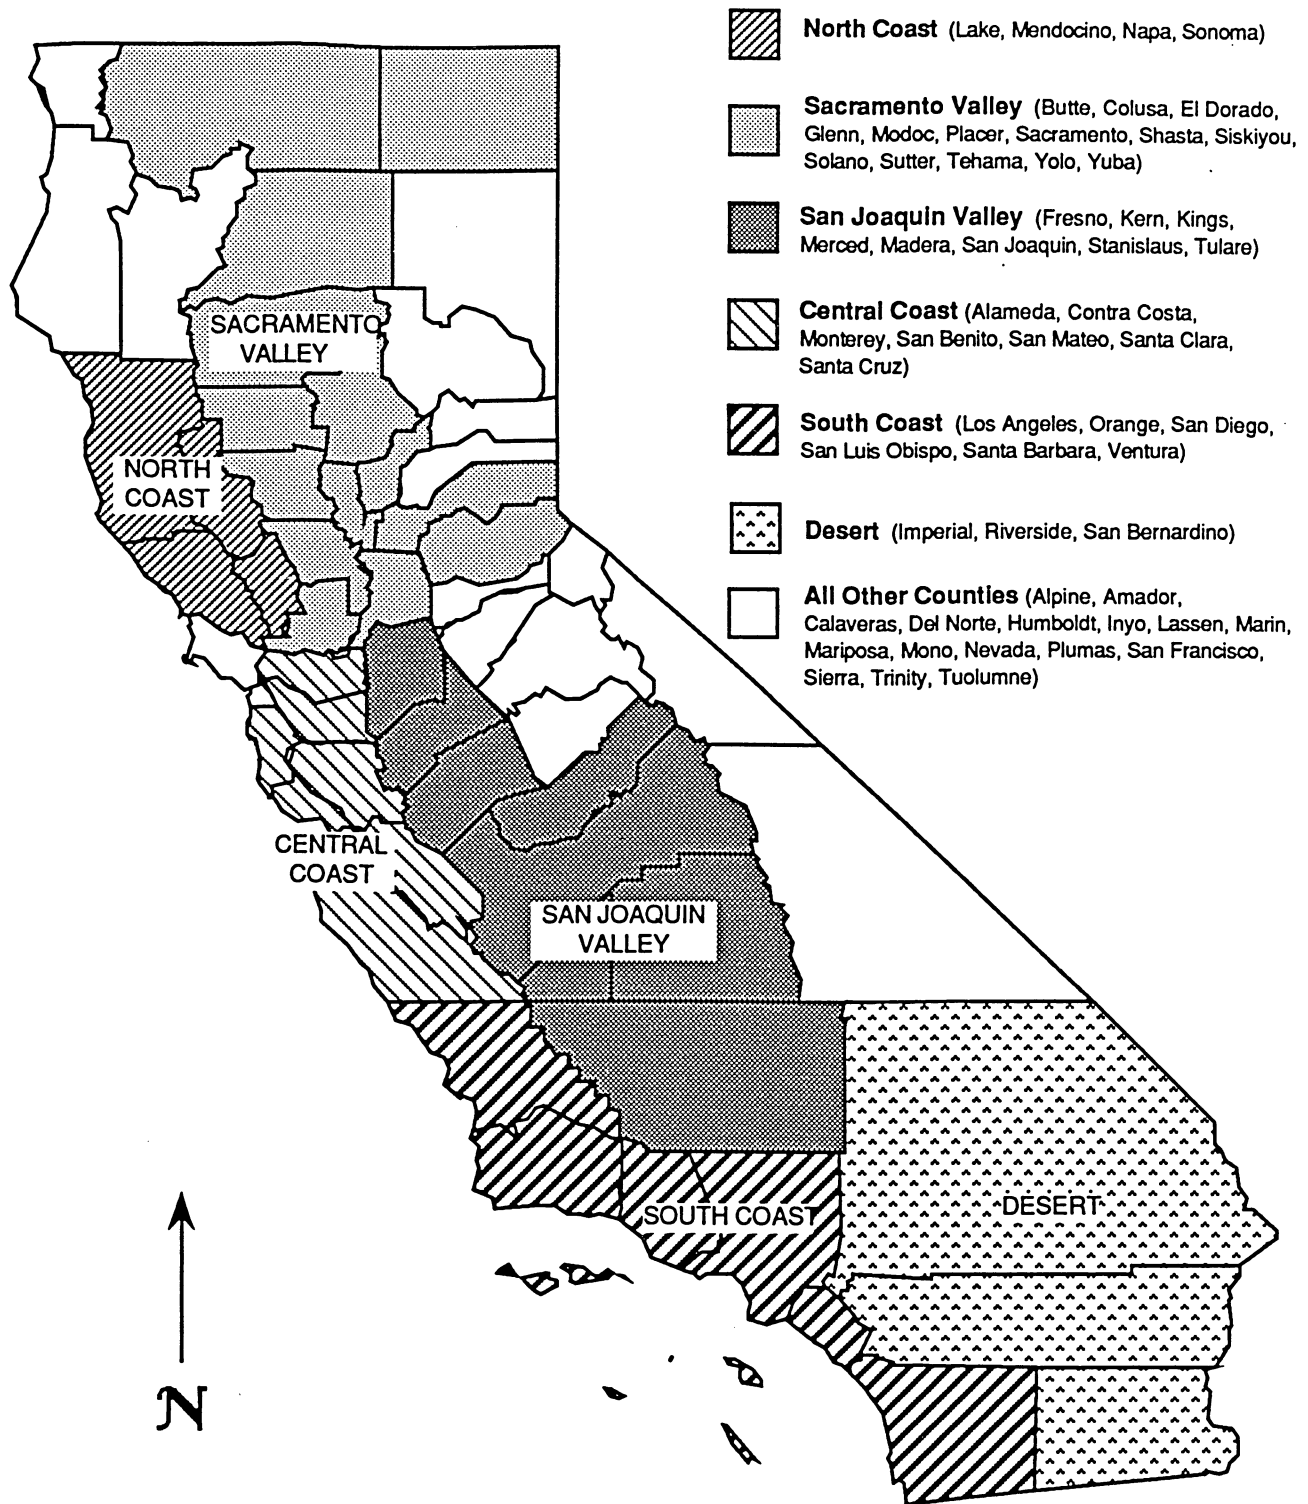 North Coast (Lake, Mendocino, Napa, Sonoma)
Sacramento Valley (Butte, Colusa, El Dorado,
Glenn, Modoc, Placer, Sacramento, Shasta, Siskiyou,
Solano, Sutter, Tehama, Yolo, Yuba)
San Joaquin Valley (Fresno, Kern, Kings,
Merced, Madera, San Joaquin, Stanislaus, Tulare)
Central Coast (Alameda, Contra Costa,
Monterey, San Benito, San Mateo, Santa Clara,
Santa Cruz)
South Coast (Los Angeles, Orange, San Diego,
San Luis Obispo, Santa Barbara, Ventura)
Desert (Imperial, Riverside, San Bernardino)
All Other Counties (Alpine, Amador,
Calaveras, Del Norte, Humboldt, Inyo, Lassen, Marin,
Mariposa, Mono, Nevada, Plumas, San Francisco,
Sierra, Trinity, Tuolumne)
SACRAMENTO
VALLEY
NORTH
COAST
CENTRAL
COAST
SAN JOAQUIN
VALLEY
SOUTH COAST
DESERT
N